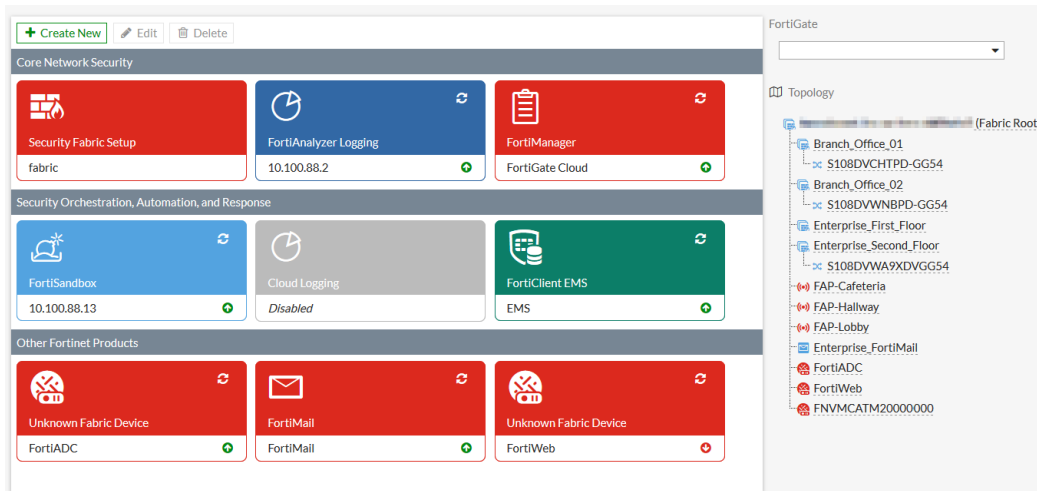 Create New
Edit
Delete
Core Network Security
Security Fabric Setup
fabric
FortiAnalyzer Logging
10.100.88.2
FortiManager
FortiGate Cloud
Security Orchestration, Automation, and Response
FortiSandbox
10.100.88.13
Cloud Logging
Disabled
FortiClient EMS
EMS
Other Fortinet Products
Unknown Fabric Device
FortiADC
FortiMail
FortiMail
Unknown Fabric Device
FortiWeb
FortiGate
Topology
(Fabric Root
Branch_Office_01
S108DVCHTPD-GG54
Branch_Office_02
S108DVWNBPD-GG54
Enterprise_First_Floor
Enterprise_Second_Floor
S108DVWA9XDVGG54
FAP-Cafeteria
FAP-Hallway
FAP-Lobby
Enterprise_FortiMail
FortiADC
FortiWeb
FNVMCATM20000000